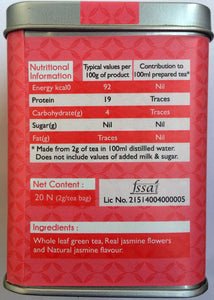 Nutritional Information Typical values per 100g of product Contribution to 100ml prepared tea*
Energy kcal0 92 Nil
Protein 19 Traces
Carbohydrate(g) 4 Traces
Sugar(g) Nil Nil
Fat(g) Traces Nil
* Made from 2g of tea in 100ml distillled water.
Does not include values of added milk & sugar.
Net Content :
20 N (2g/tea bag)
fssai
Lic No. 21514004000005
Ingredients :
Whole leaf green tea, Real jasmine flowers
and Natural jasmine flavour.